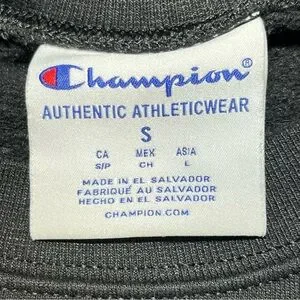 Champion®
AUTHENTIC ATHLETICWEAR
S
CA MEX ASIA
S/P CH L
MADE IN EL SALVADOR
FABRIQUÉ AU SALVADOR
HECHO EN EL SALVADOR
CHAMPION.COM